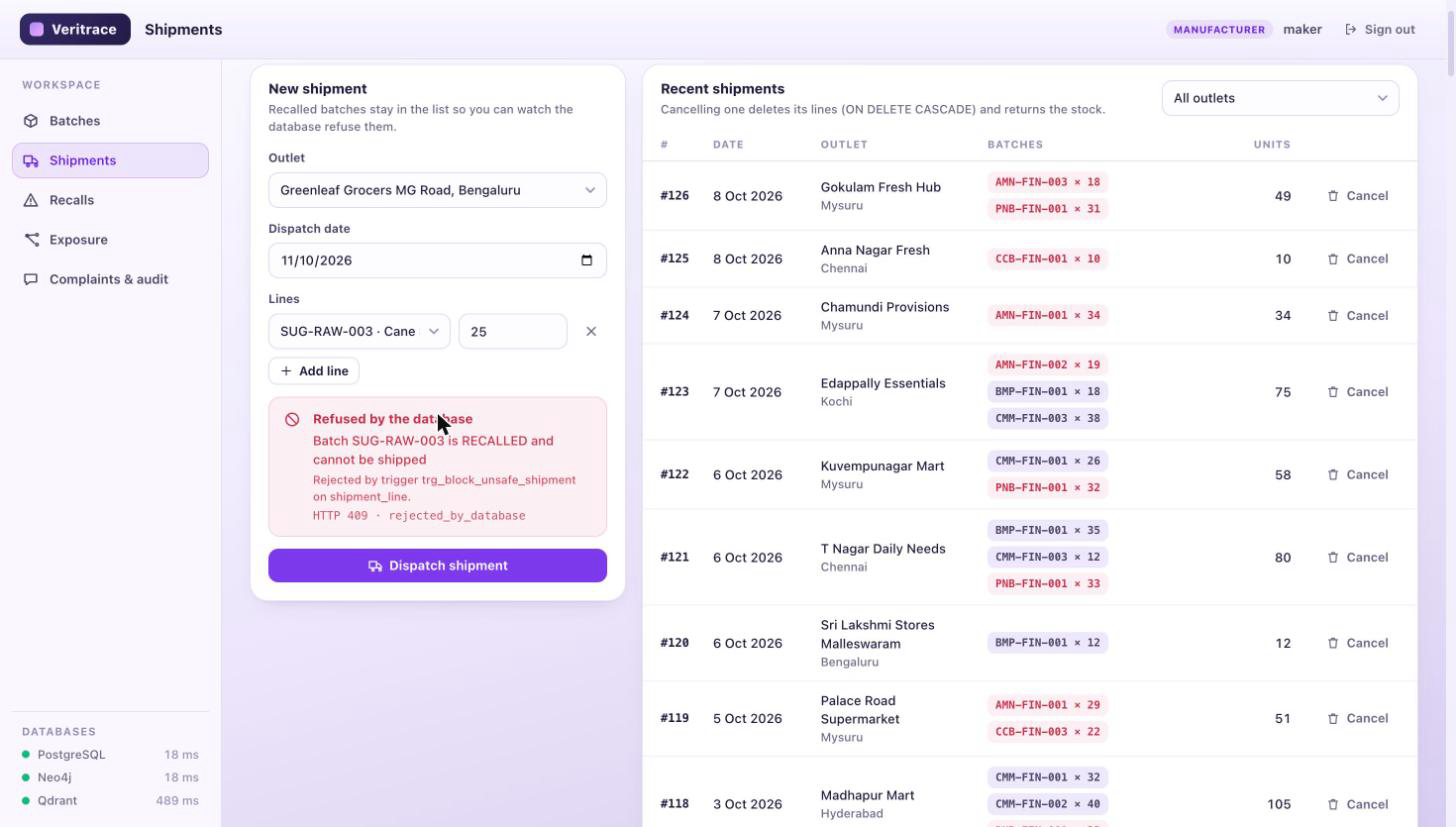 Veritrace
Shipments
MANUFACTURER
maker
Sign out
WORKSPACE
Batches
Shipments
Recalls
Exposure
Complaints & audit
DATABASES
PostgreSQL 18 ms
Neo4j 18 ms
Qdrant 489 ms
New shipment
Recalled batches stay in the list so you can watch the
database refuse them.
Outlet
Greenleaf Grocers MG Road, Bengaluru
Dispatch date
11/10/2026
Lines
SUG-RAW-003 · Cane
25
Add line
Refused by the database
Batch SUG-RAW-003 is RECALLED and
cannot be shipped
Rejected by trigger trg_block_unsafe_shipment
on shipment_line.
HTTP 409 · rejected_by_database
Dispatch shipment
Recent shipments
Cancelling one deletes its lines (ON DELETE CASCADE) and returns the stock.
All outlets
# DATE OUTLET BATCHES UNITS
#126 8 Oct 2026 Gokulam Fresh Hub
Mysuru
AMN-FIN-003 × 18
PNB-FIN-001 × 31
49 Cancel
#125 8 Oct 2026 Anna Nagar Fresh
Chennai
CCB-FIN-001 × 10
10 Cancel
#124 7 Oct 2026 Chamundi Provisions
Mysuru
AMN-FIN-001 × 34
34 Cancel
#123 7 Oct 2026 Edappally Essentials
Kochi
AMN-FIN-002 × 19
BMP-FIN-001 × 18
CMM-FIN-003 × 38
75 Cancel
#122 6 Oct 2026 Kuvempunagar Mart
Mysuru
CMM-FIN-001 × 26
PNB-FIN-001 × 32
58 Cancel
#121 6 Oct 2026 T Nagar Daily Needs
Chennai
BMP-FIN-001 × 35
CMM-FIN-003 × 12
PNB-FIN-001 × 33
80 Cancel
#120 6 Oct 2026 Sri Lakshmi Stores
Malleswaram
Bengaluru
BMP-FIN-001 × 12
12 Cancel
#119 5 Oct 2026 Palace Road
Supermarket
Mysuru
AMN-FIN-001 × 29
CCB-FIN-003 × 22
51 Cancel
#118 3 Oct 2026 Madhapur Mart
Hyderabad
CMM-FIN-001 × 32
CMM-FIN-002 × 40
105 Cancel